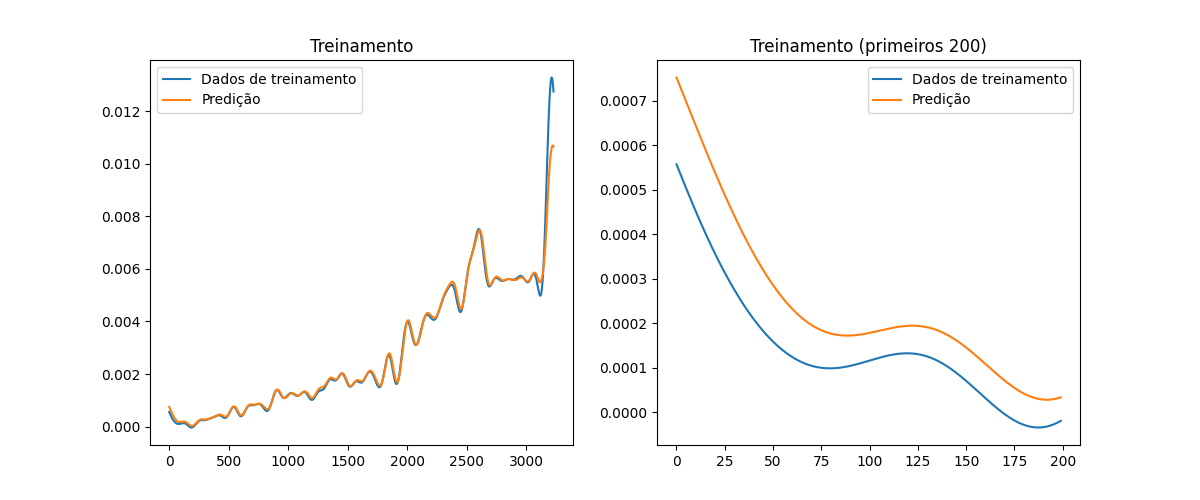 Treinamento
Dados de treinamento
Predição
0.012
0.010
0.008
0.006
0.004
0.002
0.000
0 500 1000 1500 2000 2500 3000
Treinamento (primeiros 200)
Dados de treinamento
Predição
0.0007
0.0006
0.0005
0.0004
0.0003
0.0002
0.0001
0.0000
0 25 50 75 100 125 150 175 200